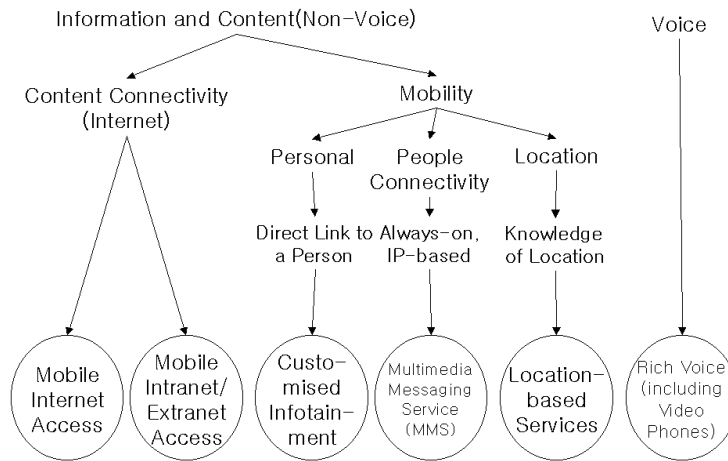 Information and Content(Non-Voice)
Voice
Content Connectivity
(Internet)
Mobility
Personal
People
Connectivity
Location
Direct Link to
a Person
Always-on,
IP-based
Knowledge
of Location
Mobile
Internet
Access
Mobile
Intranet/
Extranet
Access
Custo-
mised
Infotain-
ment
Multimedia
Messaging
Service
(MMS)
Location-
based
Services
Rich Voice
(including
Video
Phones)